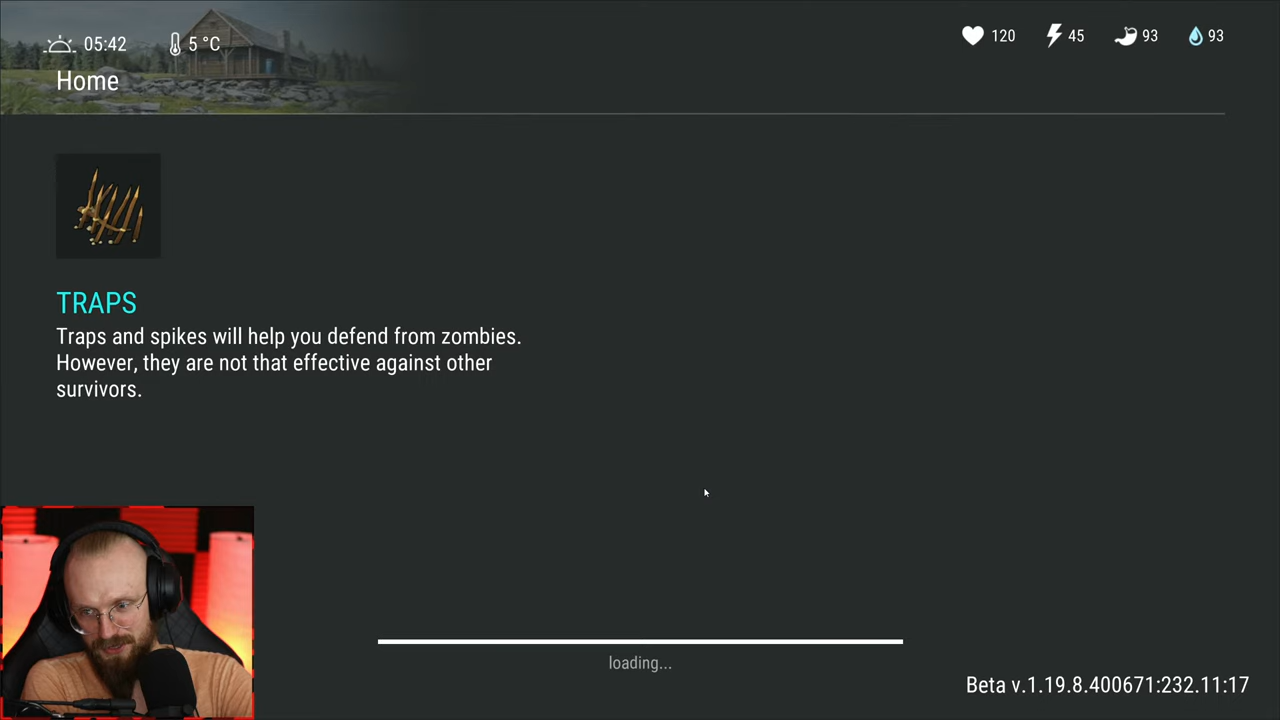 05:42 5 °C
120 45 93 93
Home
TRAPS
Traps and spikes will help you defend from zombies.
However, they are not that effective against other
survivors.
loading...
Beta v.1.19.8.400671:232.11:17